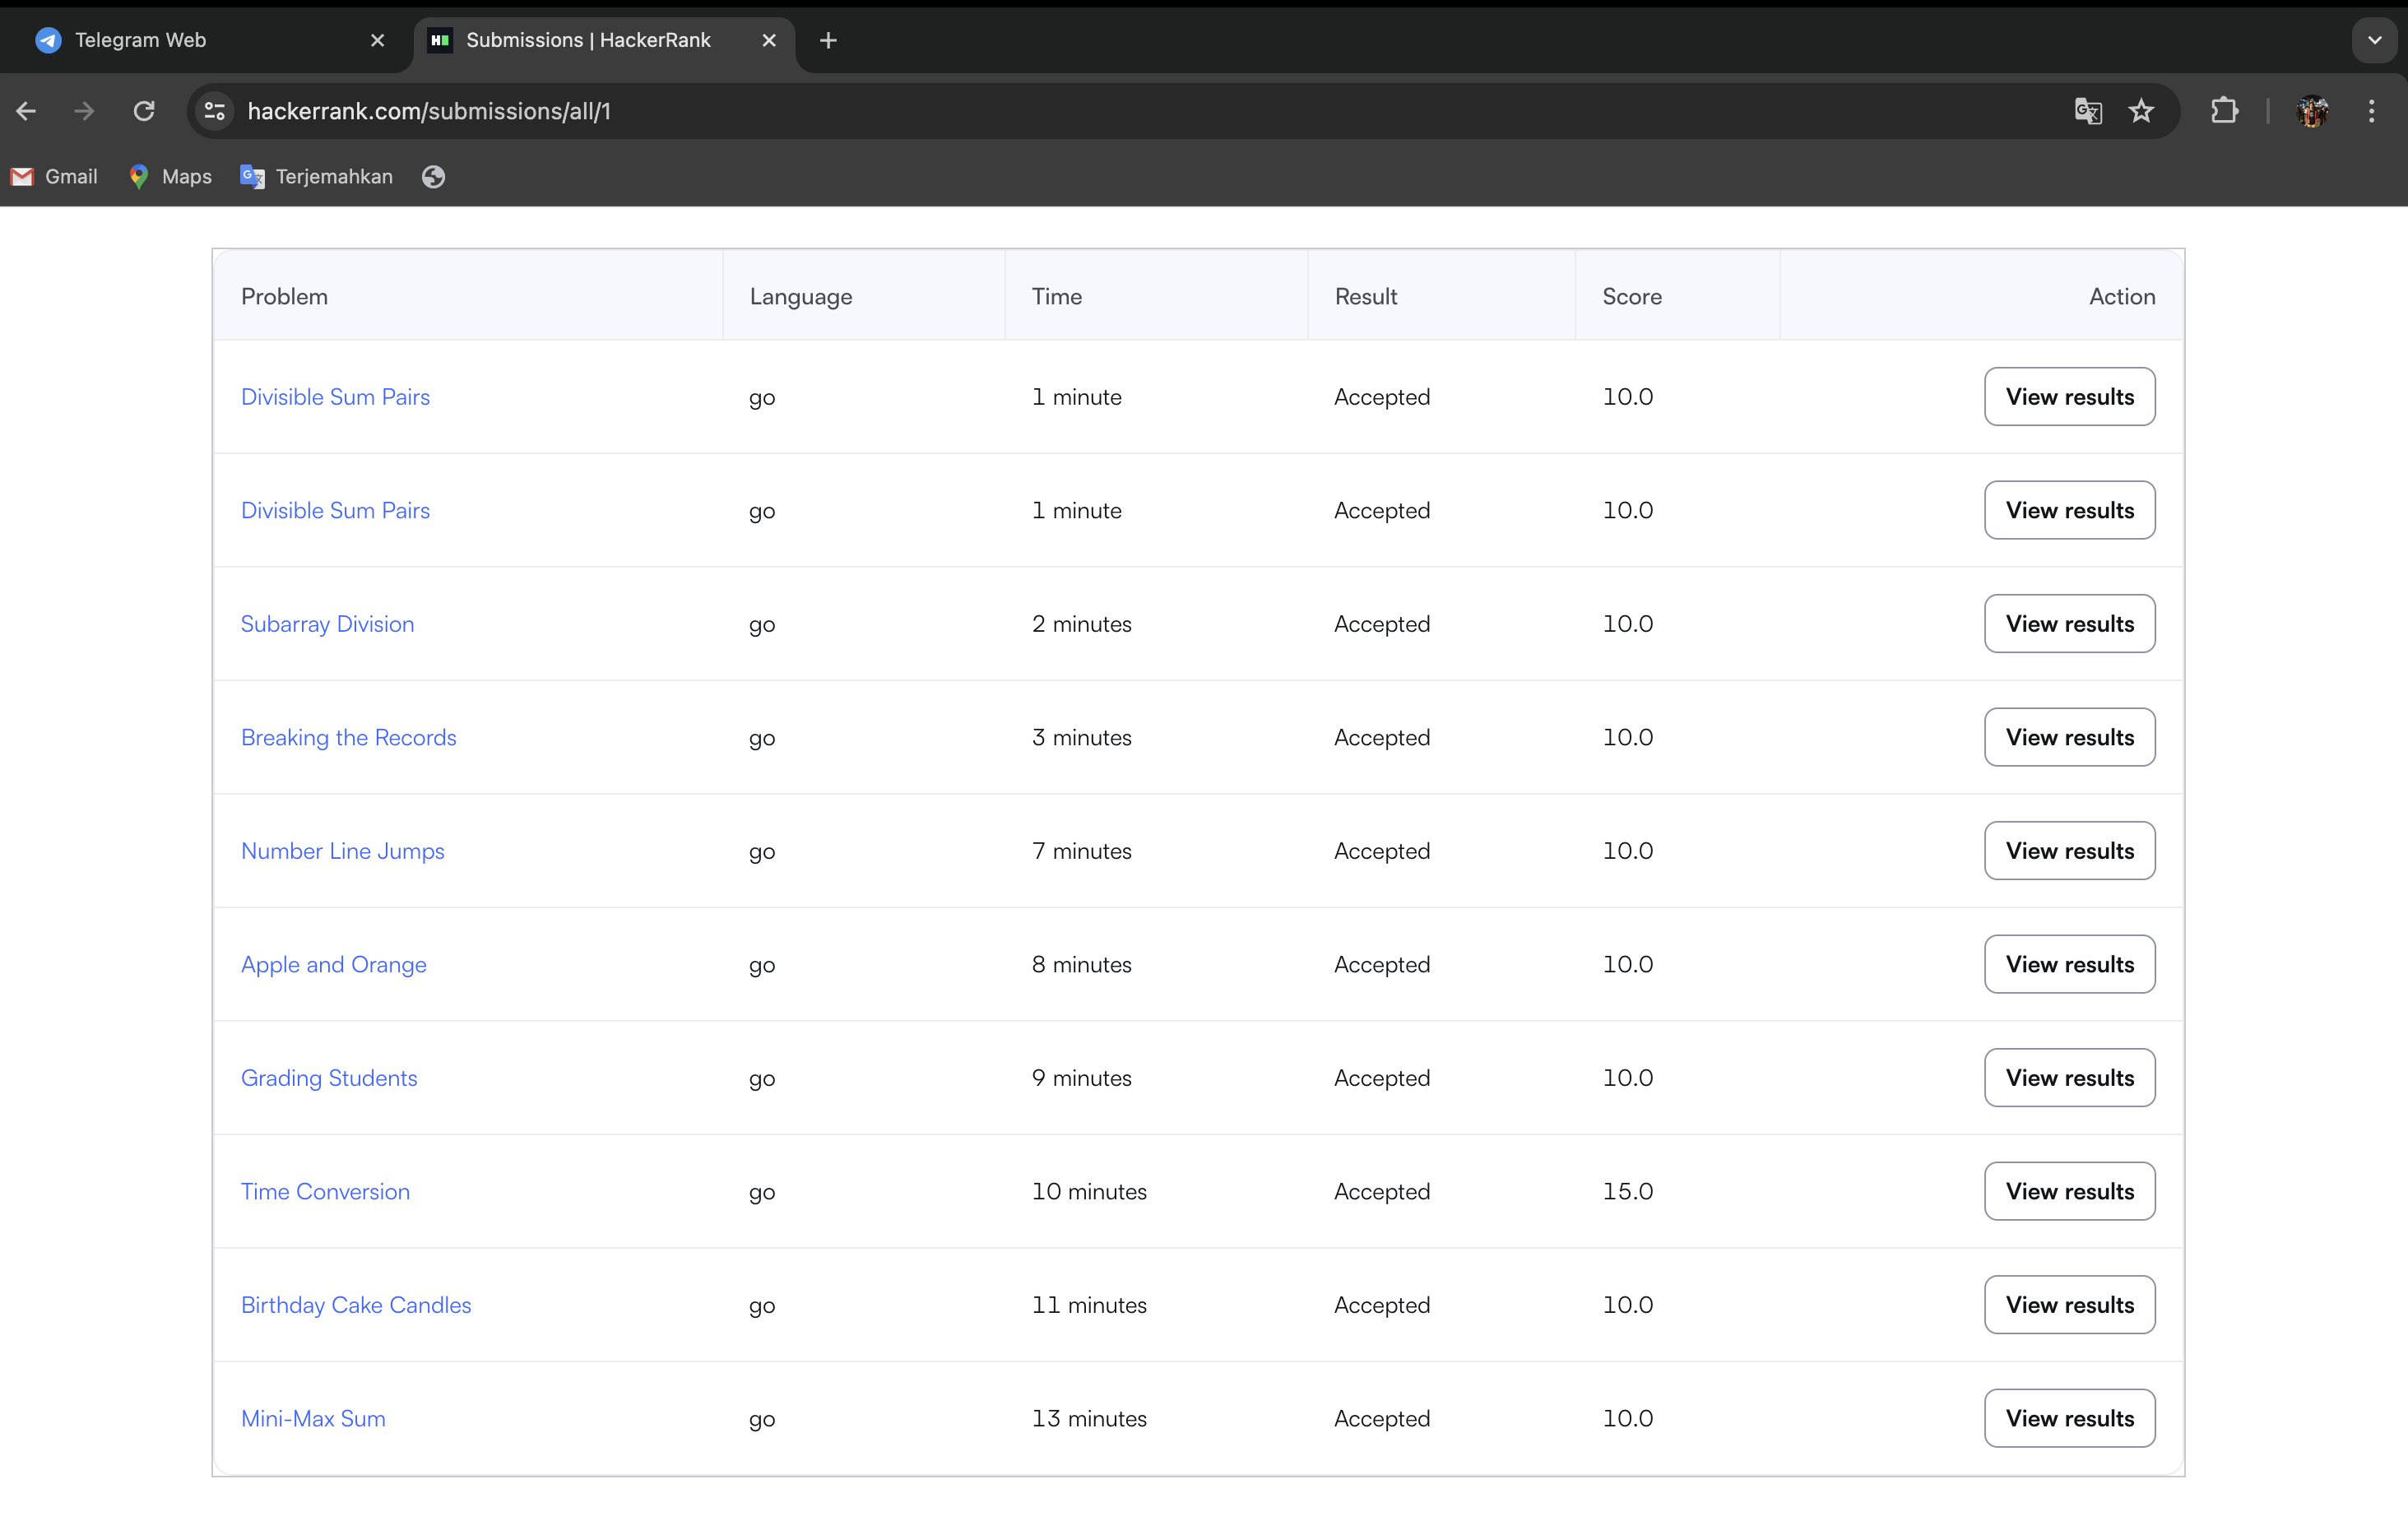 Telegram Web
Submissions | HackerRank
hackerrank.com/submissions/all/1
Gmail Maps Terjemahkan
Problem Language Time Result Score Action
Divisible Sum Pairs go 1 minute Accepted 10.0 View results
Divisible Sum Pairs go 1 minute Accepted 10.0 View results
Subarray Division go 2 minutes Accepted 10.0 View results
Breaking the Records go 3 minutes Accepted 10.0 View results
Number Line Jumps go 7 minutes Accepted 10.0 View results
Apple and Orange go 8 minutes Accepted 10.0 View results
Grading Students go 9 minutes Accepted 10.0 View results
Time Conversion go 10 minutes Accepted 15.0 View results
Birthday Cake Candles go 11 minutes Accepted 10.0 View results
Mini-Max Sum go 13 minutes Accepted 10.0 View results